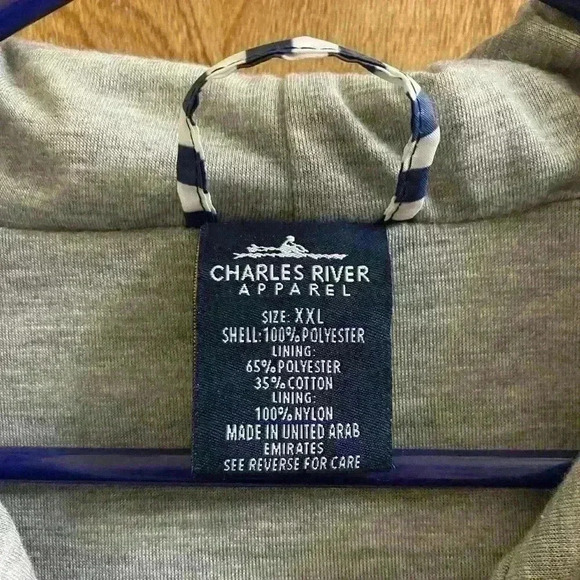 CHARLES RIVER
APPAREL
SIZE: XXL
SHELL:100% POLYESTER
LINING:
65% POLYESTER
35% COTTON
LINING:
100% NYLON
MADE IN UNITED ARAB
EMIRATES
SEE REVERSE FOR CARE